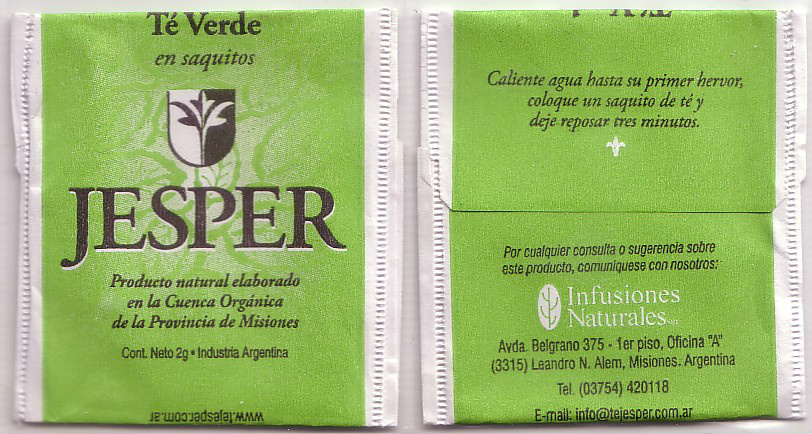 Té Verde
en saquitos
JESPER
Producto natural elaborado
en la Cuenca Orgánica
de la Provincia de Misiones
Cont. Neto 2g • Industria Argentina
www.tejesper.com.ar
Caliente agua hasta su primer hervor,
coloque un saquito de té y
deje reposar tres minutos.
Por cualquier consulta o sugerencia sobre
este producto, comuníquese con nosotros:
Infusiones
Naturales
Avda. Belgrano 375 - 1er piso, Oficina "A"
(3315) Leandro N. Alem, Misiones. Argentina
Tel. (03754) 420118
E-mail: info@tejesper.com.ar